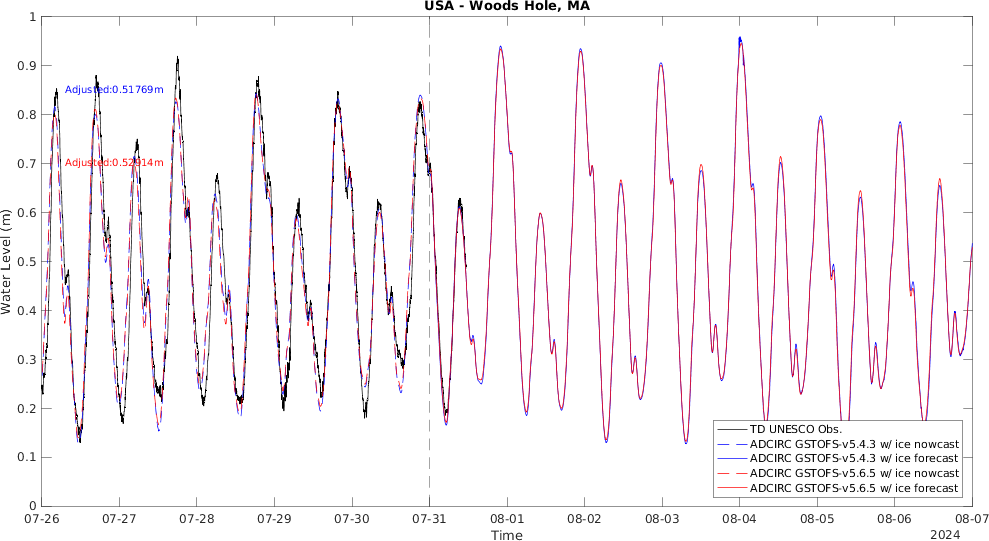 USA - Woods Hole, MA
1
0.9
0.8
0.7
0.6
0.5
0.4
0.3
0.2
0.1
0
Water Level (m)
Adjusted:0.51769m
Adjusted:0.52914m
TD UNESCO Obs.
ADCIRC GSTOFS-v5.4.3 w/ ice nowcast
ADCIRC GSTOFS-v5.4.3 w/ ice forecast
ADCIRC GSTOFS-v5.6.5 w/ ice nowcast
ADCIRC GSTOFS-v5.6.5 w/ ice forecast
07-26 07-27 07-28 07-29 07-30 07-31 08-01 08-02 08-03 08-04 08-05 08-06 08-07
Time
2024